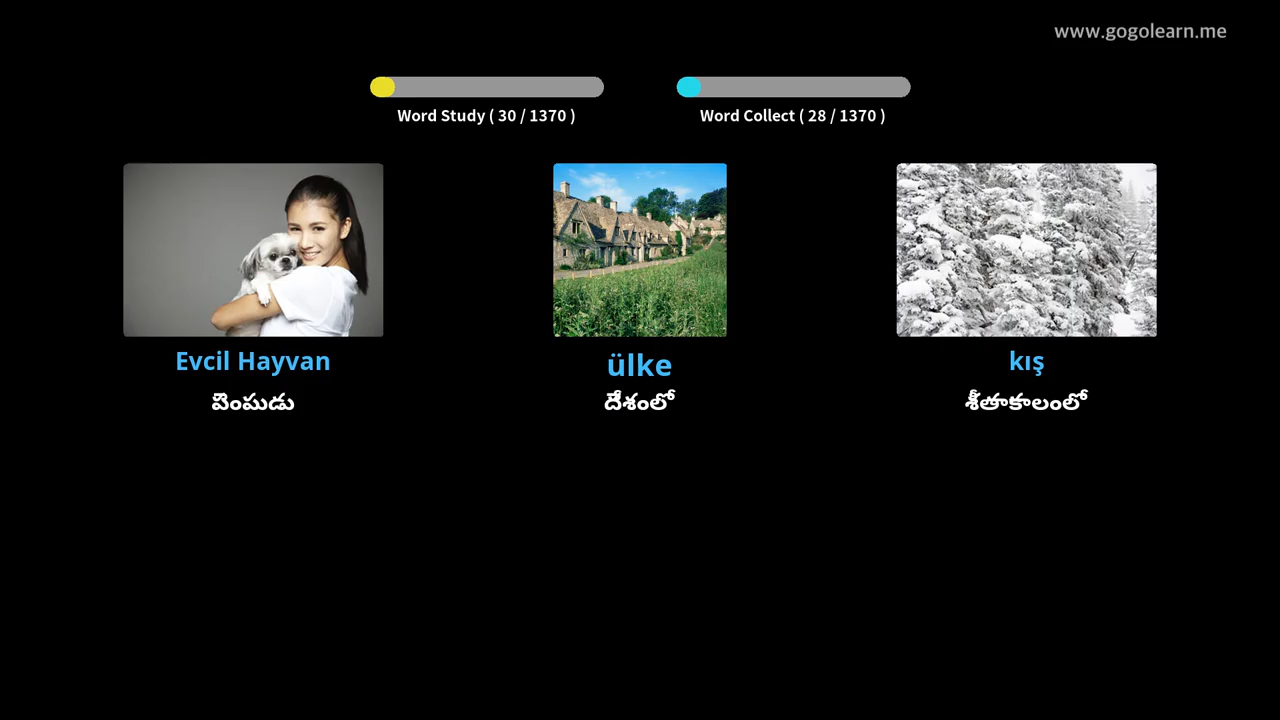 www.gogolearn.me
Word Study ( 30 / 1370 )
Word Collect ( 28 / 1370 )
Evcil Hayvan
ülke
kış
పెంపుడు
దేశంలో
శీతాకాలంలో